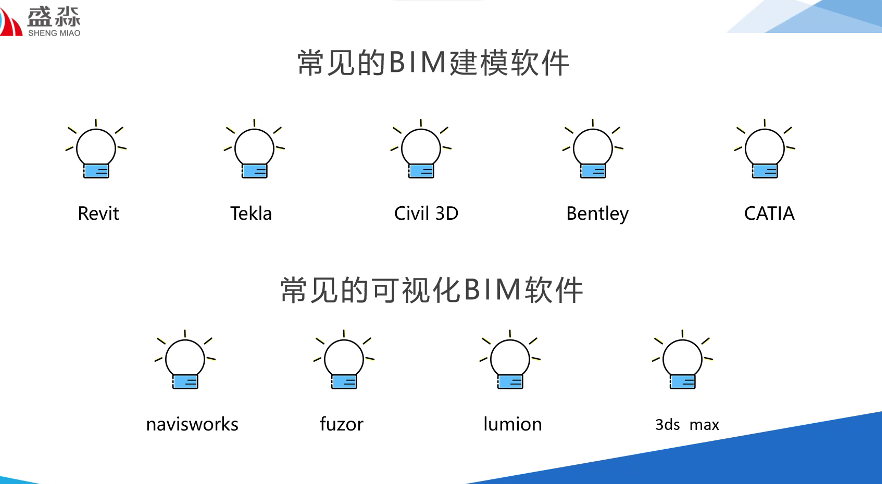 盛淼
SHENG MIAO
常见的BIM建模软件
Revit Tekla Civil 3D Bentley CATIA
常见的可视化BIM软件
navisworks fuzor lumion 3ds max